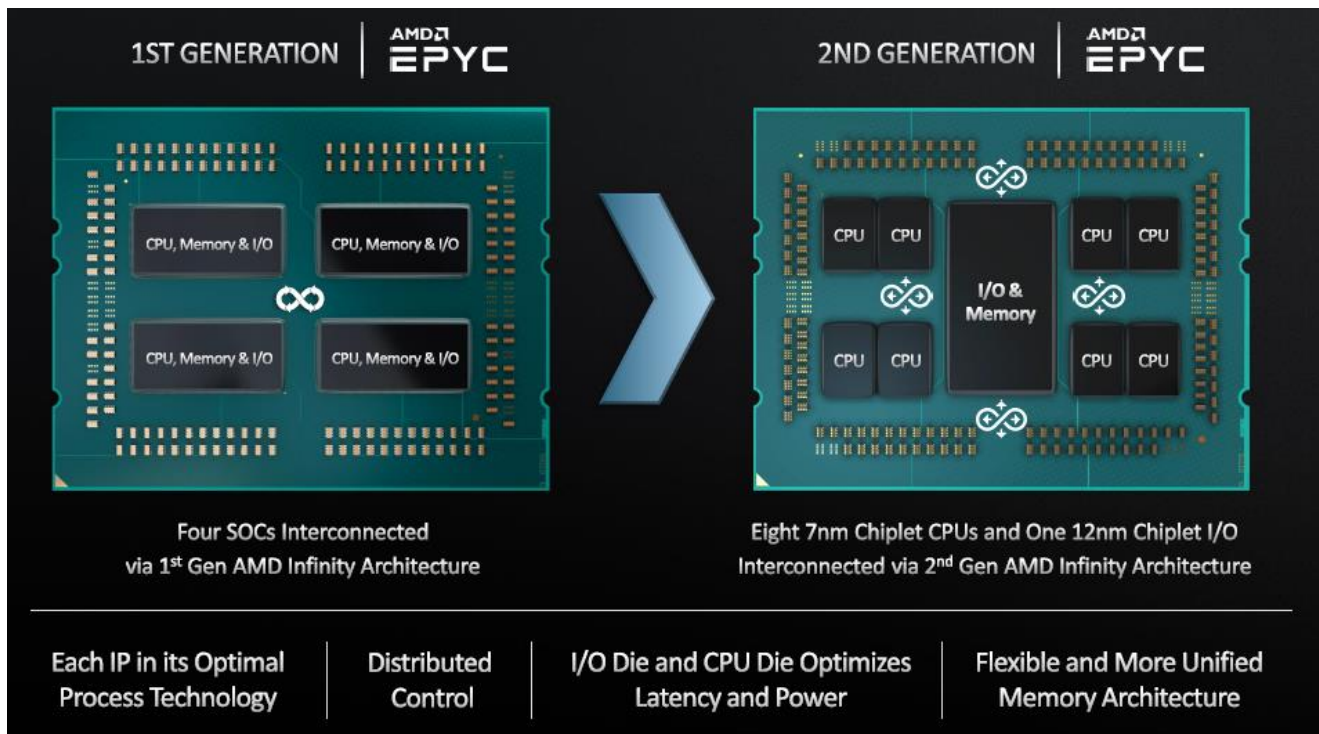 1ST GENERATION
AMD
EPYC
2ND GENERATION
AMD
EPYC
CPU, Memory & I/O
CPU, Memory & I/O
CPU, Memory & I/O
CPU, Memory & I/O
CPU
CPU
I/O &
Memory
CPU
CPU
CPU
CPU
CPU
CPU
Four SOCs Interconnected
via 1st Gen AMD Infinity Architecture
Eight 7nm Chiplet CPUs and One 12nm Chiplet I/O
Interconnected via 2nd Gen AMD Infinity Architecture
Each IP in its Optimal
Process Technology
Distributed
Control
I/O Die and CPU Die Optimizes
Latency and Power
Flexible and More Unified
Memory Architecture